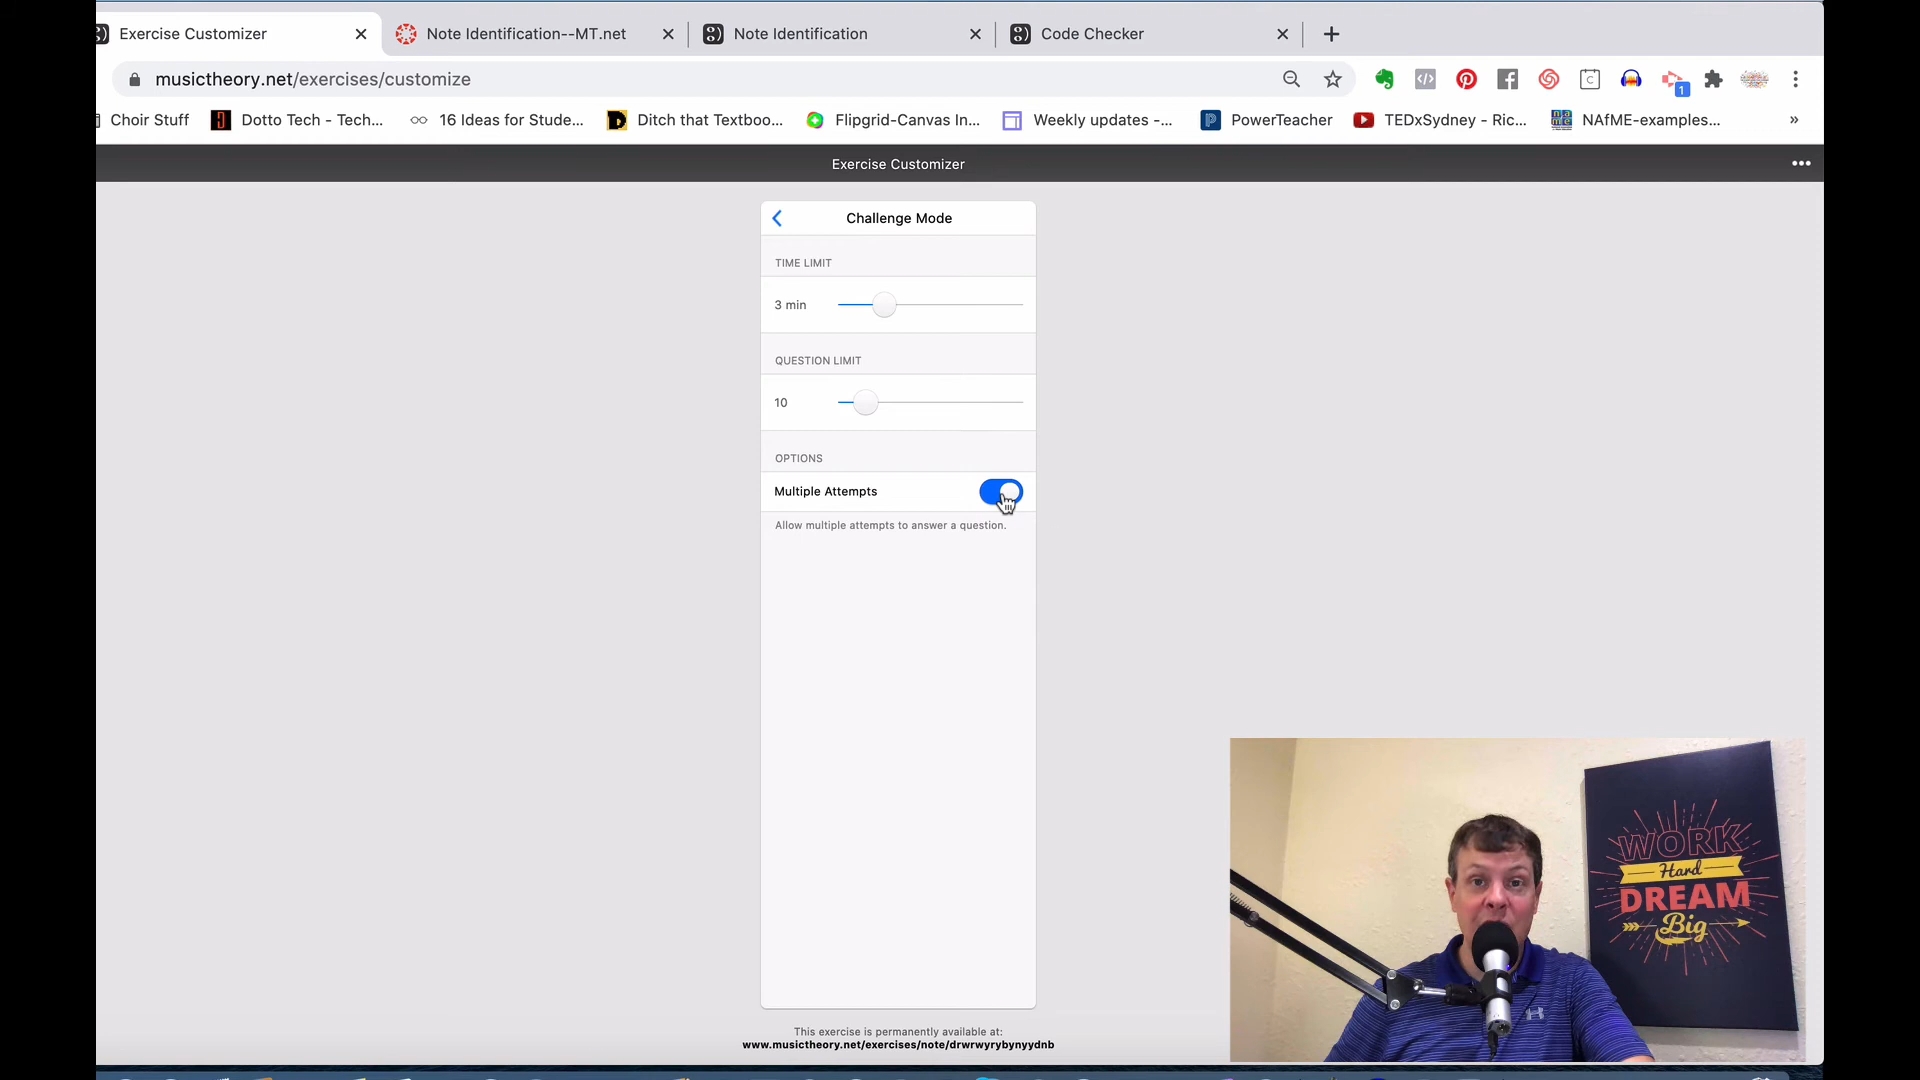 Exercise Customizer
Note Identification--MT.net
Note Identification
Code Checker
musictheory.net/exercises/customize
1
Choir Stuff
Dotto Tech - Tech...
16 Ideas for Stude...
Ditch that Textboo...
Flipgrid-Canvas In...
Weekly updates -...
PowerTeacher
TEDxSydney - Ric...
NAfME-examples...
»
Exercise Customizer
Challenge Mode
TIME LIMIT
3 min
QUESTION LIMIT
10
OPTIONS
Multiple Attempts
Allow multiple attempts to answer a question.
This exercise is permanently available at:
www.musictheory.net/exercises/note/drwrwyrybynyydnb
WORK
Hard
DREAM
Big